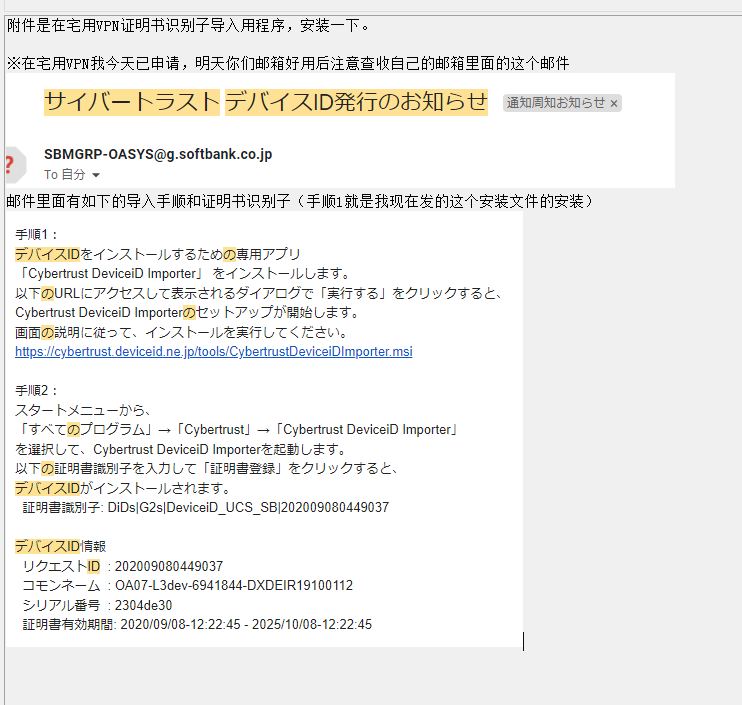 附件是在宅用VPN证明书识别子导入用程序，安装一下。
※在宅用VPN我今天已申请，明天你们邮箱好用后注意查收自己的邮箱里面的这个邮件
サイバートラスト デバイスID発行のお知らせ 通知周知お知らせ ×
?
SBMGRP-OASYS@g.softbank.co.jp
To 自分
邮件里面有如下的导入手顺和证明书识别子（手顺1就是我现在发的这个安装文件的安装）
手順1：
デバイスIDをインストールするための専用アプリ
「Cybertrust DeviceiD Importer」 をインストールします。
以下のURLにアクセスして表示されるダイアログで「実行する」をクリックすると、
Cybertrust DeviceiD Importerのセットアップが開始します。
画面の説明に従って、インストールを実行してください。
https://cybertrust.deviceid.ne.jp/tools/CybertrustDeviceiDImporter.msi
手順2：
スタートメニューから、
「すべてのプログラム」→「Cybertrust」→「Cybertrust DeviceiD Importer」
を選択して、Cybertrust DeviceiD Importerを起動します。
以下の証明書識別子を入力して「証明書登録」をクリックすると、
デバイスIDがインストールされます。
証明書識別子: DiDs|G2s|DeviceiD_UCS_SB|202009080449037
デバイスID情報
リクエストID : 202009080449037
コモンネーム : OA07-L3dev-6941844-DXDEIR19100112
シリアル番号 : 2304de30
証明書有効期間: 2020/09/08-12:22:45 - 2025/10/08-12:22:45